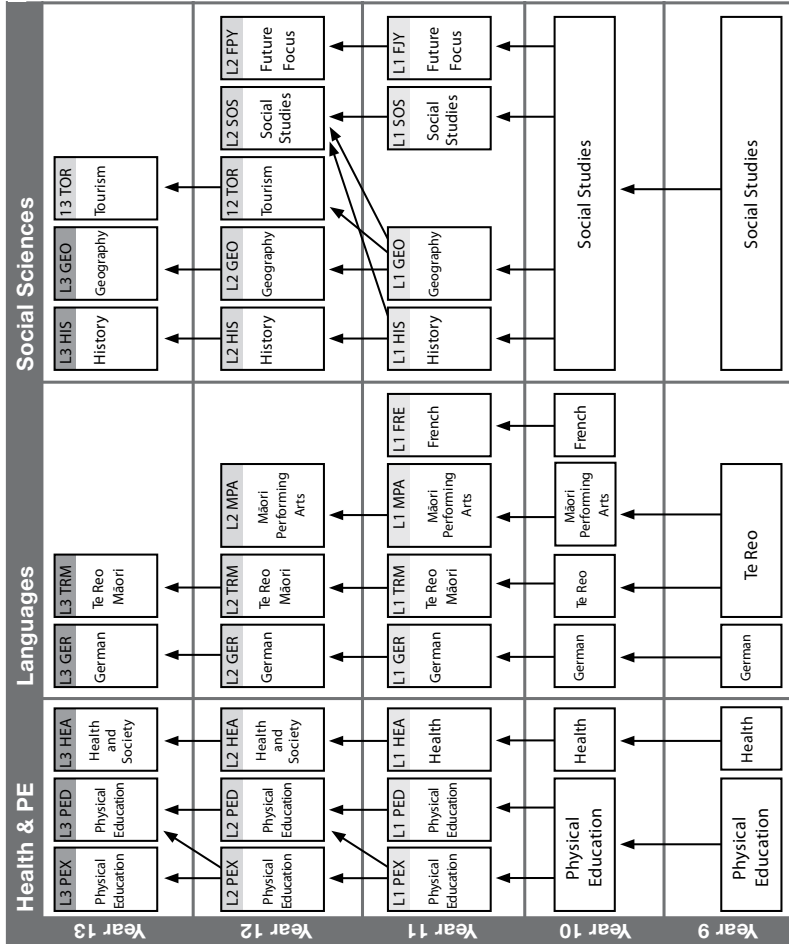 Health & PE
Languages
Social Sciences
Year 13
L3 PEX
Physical
Education
L3 PED
Physical
Education
L3 HEA
Health
and
Society
L3 GER
German
L3 TRM
Te Reo
Māori
L3 HIS
History
L3 GEO
Geography
13 TOR
Tourism
Year 12
L2 PEX
Physical
Education
L2 PED
Physical
Education
L2 HEA
Health
and
Society
L2 GER
German
L2 TRM
Te Reo
Māori
L2 MPA
Māori
Performing
Arts
L2 HIS
History
L2 GEO
Geography
12 TOR
Tourism
L2 SOS
Social
Studies
L2 FPY
Future
Focus
Year 11
L1 PEX
Physical
Education
L1 PED
Physical
Education
L1 HEA
Health
L1 GER
German
L1 TRM
Te Reo
Māori
L1 MPA
Māori
Performing
Arts
L1 FRE
French
L1 HIS
History
L1 GEO
Geography
L1 SOS
Social
Studies
L1 FJY
Future
Focus
Year 10
Physical
Education
Health
German
Te Reo
Māori
Performing
Arts
French
Social Studies
Year 9
Physical
Education
Health
German
Te Reo
Social Studies